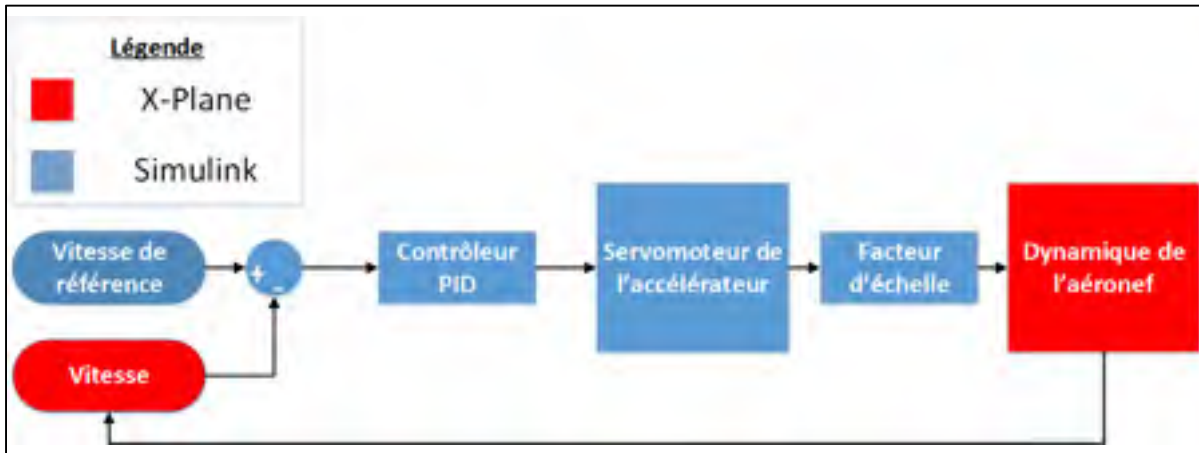 Légende
X-Plane
Simulink
Vitesse de
référence
+
-
Contrôleur
PID
Servomoteur de
l'accélérateur
Facteur
d'échelle
Dynamique de
l'aéronef
Vitesse